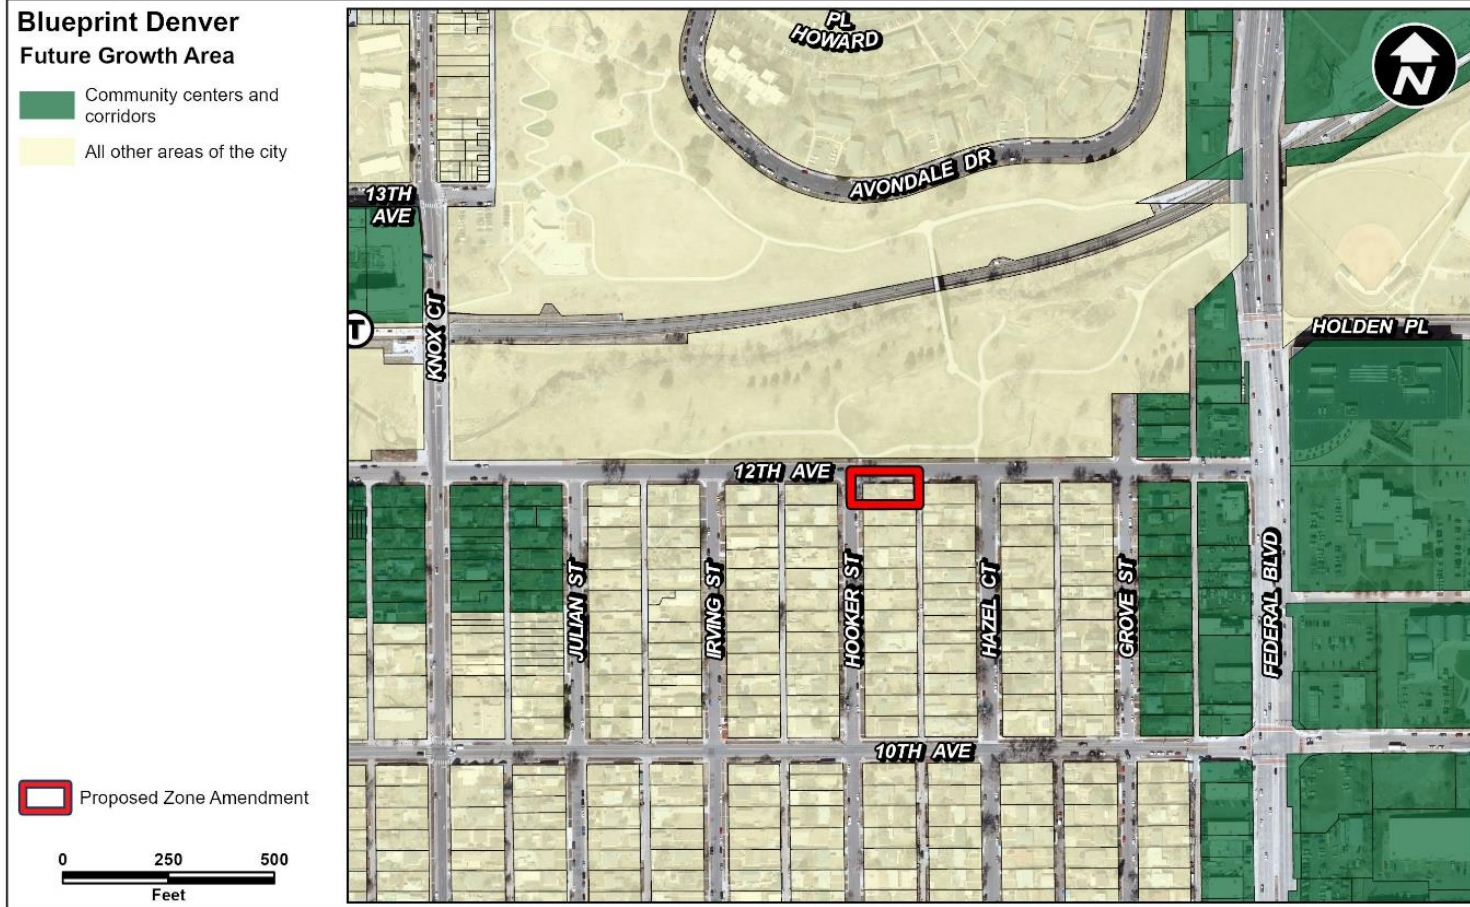 Blueprint Denver
Future Growth Area
Community centers and
corridors
All other areas of the city
Proposed Zone Amendment
0 250 500
Feet
PL
HOWARD
N
AVONDALE DR
13TH
AVE
KNOX CT
T
HOLDEN PL
12TH AVE
JULIAN ST
IRVING ST
HOOKER ST
HAZEL CT
GROVE ST
FEDERAL BLVD
10TH AVE